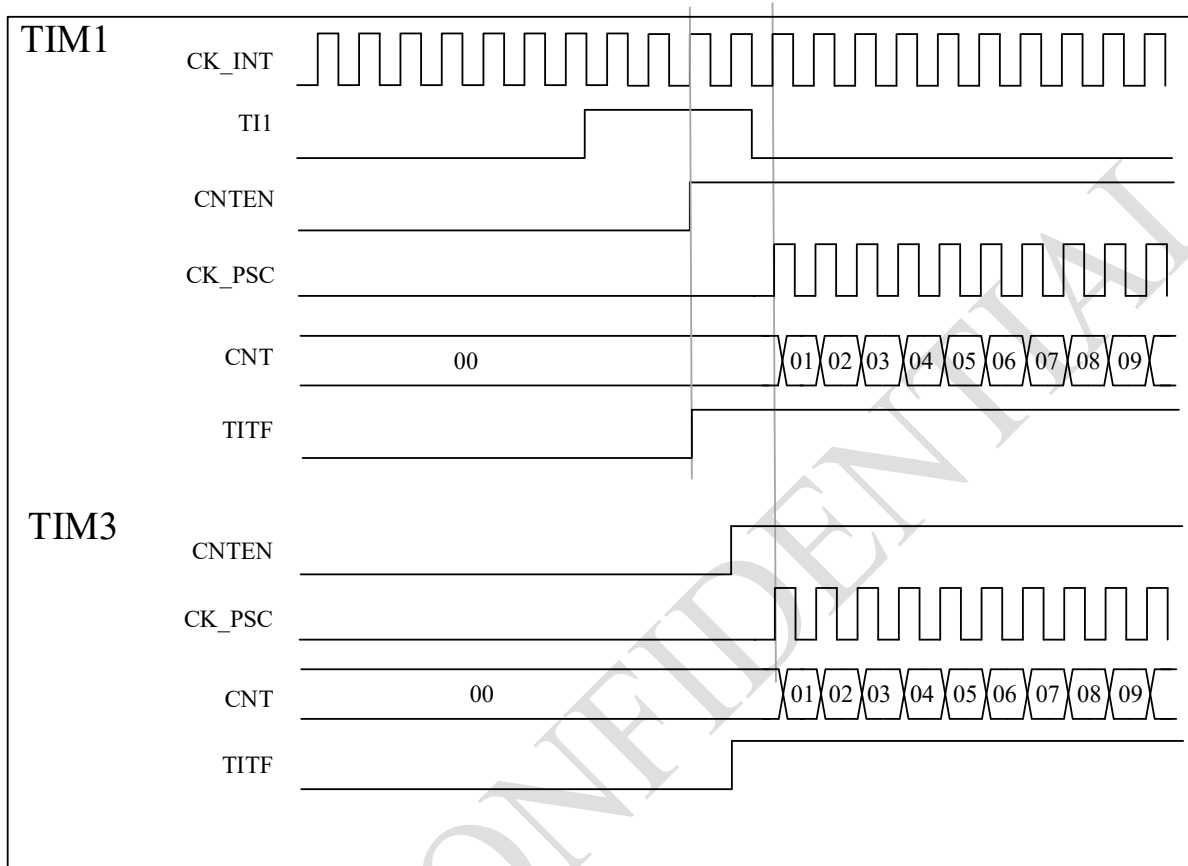 TIM1
CK_INT
TI1
CNTEN
CK_PSC
CNT 00 01 02 03 04 05 06 07 08 09
TITF
TIM3
CNTEN
CK_PSC
CNT 00 01 02 03 04 05 06 07 08 09
TITF
ONFIDENTIAL